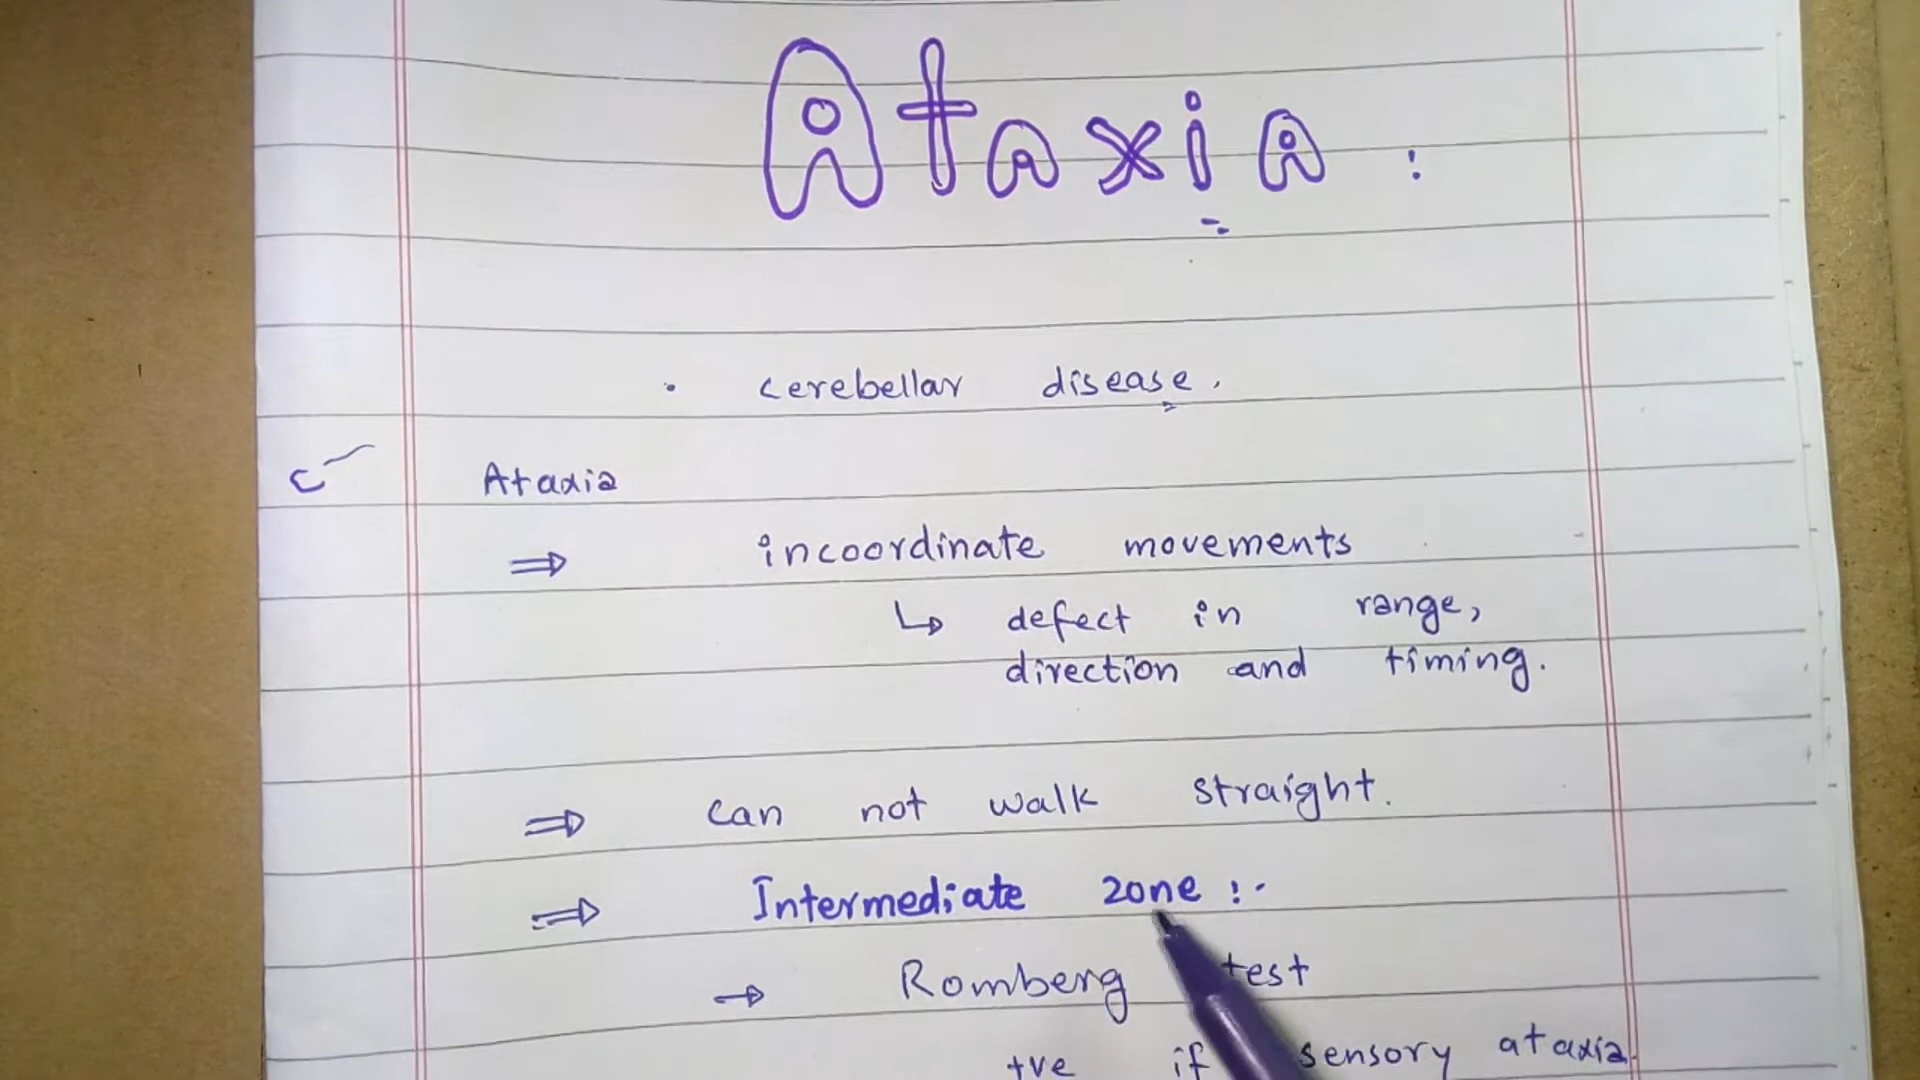 Ataxia :
• cerebellar disease.
Ataxia
⇒ incoordinate movements
↳ defect in range,
direction and timing.
⇒ can not walk straight.
⇒ Intermediate zone :-
→ Romberg test
+ve if sensory ataxia